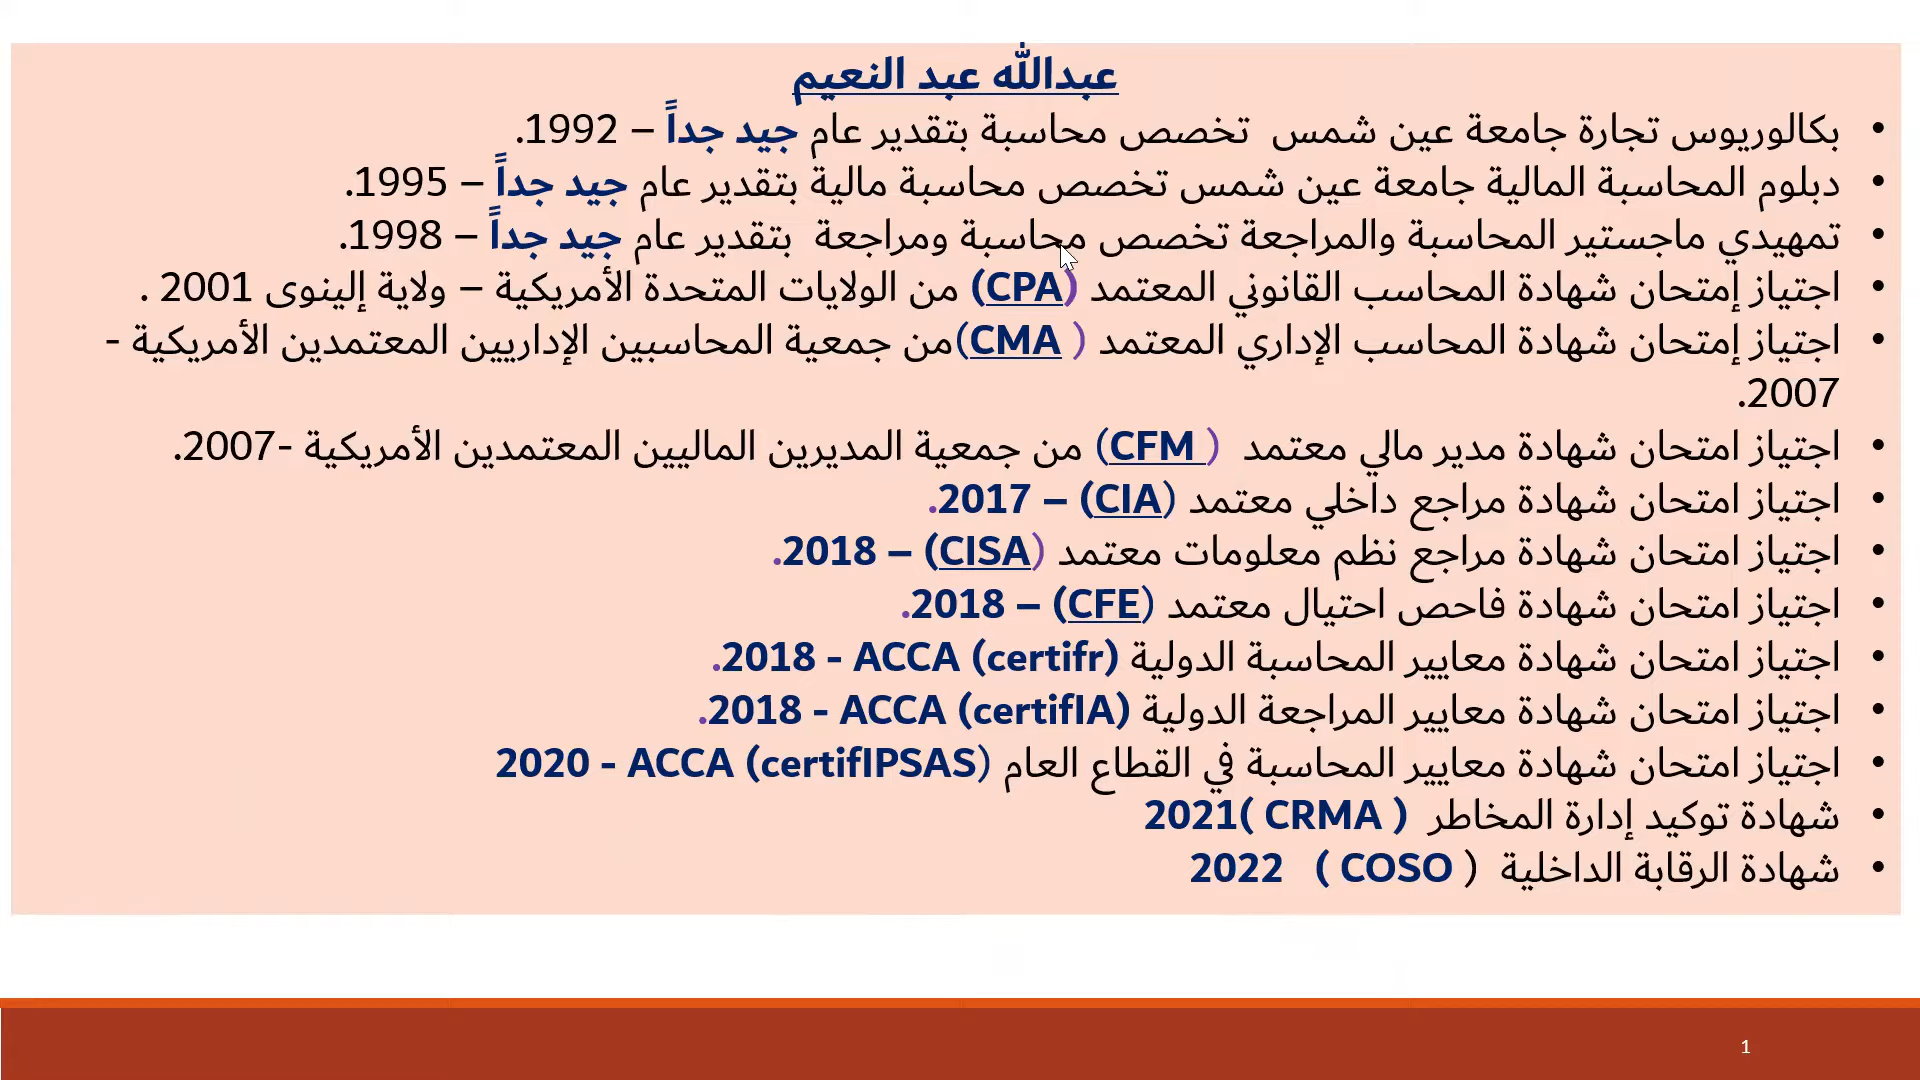 عبدالله عبد النعيم
• بكالوريوس تجارة جامعة عين شمس تخصص محاسبة بتقدير عام جيد جداً – 1992.
• دبلوم المحاسبة المالية جامعة عين شمس تخصص محاسبة مالية بتقدير عام جيد جداً – 1995.
• تمهيدي ماجستير المحاسبة والمراجعة تخصص محاسبة ومراجعة بتقدير عام جيد جداً – 1998.
• اجتياز إمتحان شهادة المحاسب القانوني المعتمد (CPA) من الولايات المتحدة الأمريكية – ولاية إلينوى 2001 .
• اجتياز إمتحان شهادة المحاسب الإداري المعتمد ( CMA)من جمعية المحاسبين الإداريين المعتمدين الأمريكية -
2007.
• اجتياز امتحان شهادة مدير مالي معتمد ( CFM) من جمعية المديرين الماليين المعتمدين الأمريكية -2007.
• اجتياز امتحان شهادة مراجع داخلي معتمد (CIA) – 2017.
• اجتياز امتحان شهادة مراجع نظم معلومات معتمد (CISA) – 2018.
• اجتياز امتحان شهادة فاحص احتيال معتمد (CFE) – 2018.
• اجتياز امتحان شهادة معايير المحاسبة الدولية ACCA (certifr) - 2018.
• اجتياز امتحان شهادة معايير المراجعة الدولية ACCA (certifIA) - 2018.
• اجتياز امتحان شهادة معايير المحاسبة في القطاع العام ACCA (certifIPSAS) - 2020
• شهادة توكيد إدارة المخاطر ( CRMA )2021
• شهادة الرقابة الداخلية ( COSO ) 2022
1